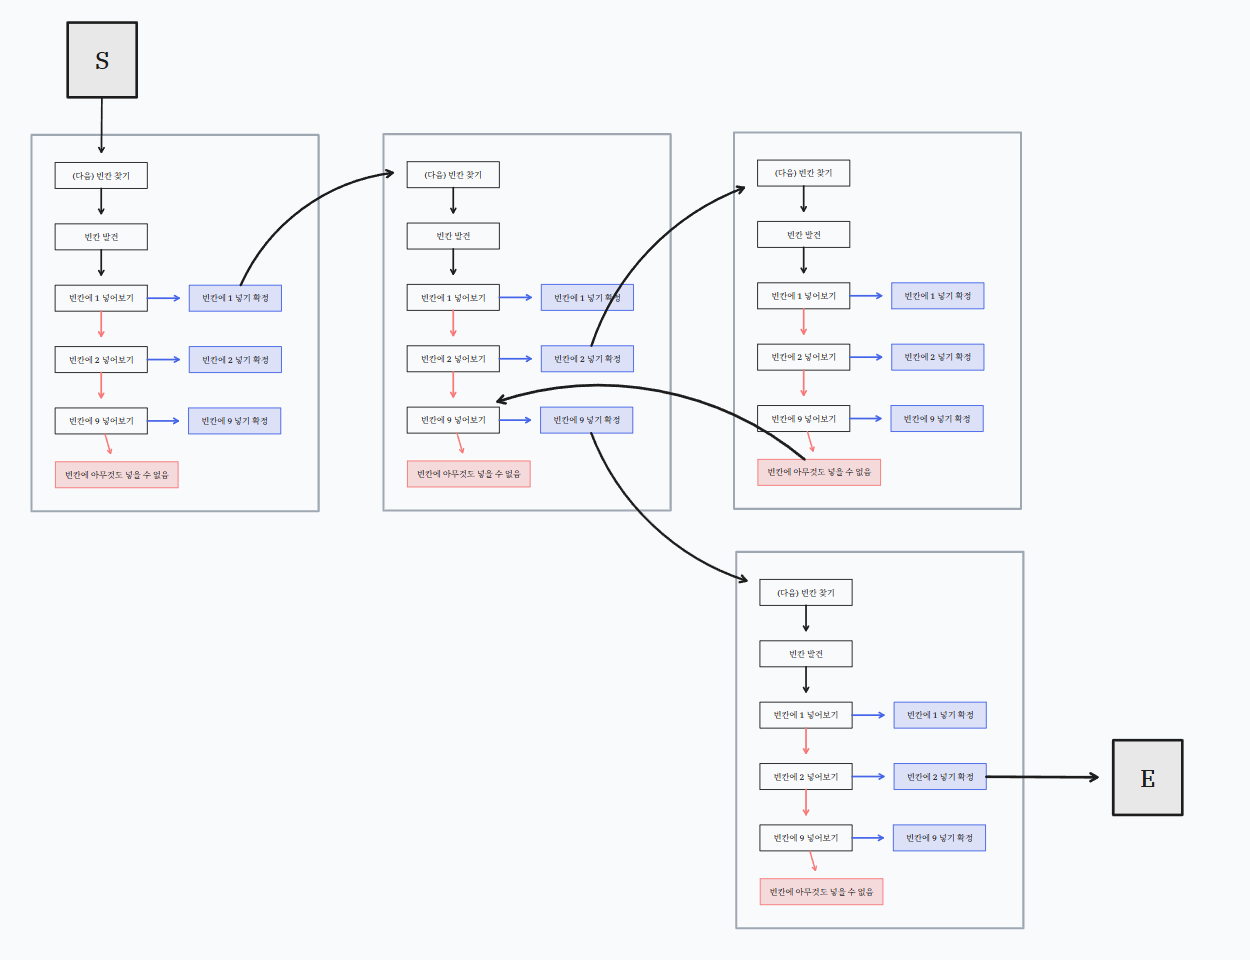 S
(다음) 빈칸 찾기
빈칸 발견
빈칸에 1 넣어보기
빈칸에 1 넣기 확정
빈칸에 2 넣어보기
빈칸에 2 넣기 확정
빈칸에 9 넣어보기
빈칸에 9 넣기 확정
빈칸에 아무것도 넣을 수 없음
(다음) 빈칸 찾기
빈칸 발견
빈칸에 1 넣어보기
빈칸에 1 넣기 확정
빈칸에 2 넣어보기
빈칸에 2 넣기 확정
빈칸에 9 넣어보기
빈칸에 9 넣기 확정
빈칸에 아무것도 넣을 수 없음
(다음) 빈칸 찾기
빈칸 발견
빈칸에 1 넣어보기
빈칸에 1 넣기 확정
빈칸에 2 넣어보기
빈칸에 2 넣기 확정
빈칸에 9 넣어보기
빈칸에 9 넣기 확정
빈칸에 아무것도 넣을 수 없음
(다음) 빈칸 찾기
빈칸 발견
빈칸에 1 넣어보기
빈칸에 1 넣기 확정
빈칸에 2 넣어보기
빈칸에 2 넣기 확정
빈칸에 9 넣어보기
빈칸에 9 넣기 확정
빈칸에 아무것도 넣을 수 없음
E